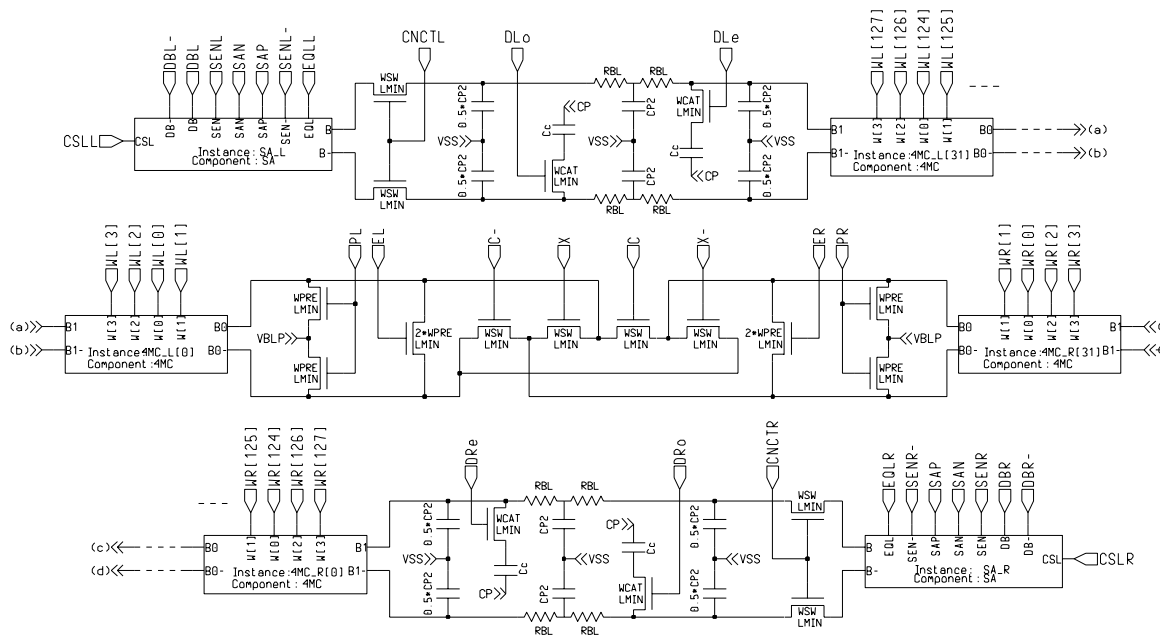 DBL-
DBL
SENL
SAN
SAP
SENL-
EQLL
CNCTL
DLo
DLe
WL[127]
WL[126]
WL[124]
WL[125]
CSLL
CSL
DB-
DB
SEN
SAN
SAP
SEN-
EQL
B
B-
Instance: SA_L
Component : SA
WSW
LMIN
WSW
LMIN
0.5*CP2
0.5*CP2
VSS
CP
Cc
WCAT
LMIN
RBL
RBL
CP2
CP2
VSS
RBL
RBL
WCAT
LMIN
Cc
CP
0.5*CP2
0.5*CP2
VSS
B1
B1-
W[3]
W[2]
W[0]
W[1]
B0
B0-
Instance:4MC_L[31]
Component : 4MC
(a)
(b)
WL[3]
WL[2]
WL[0]
WL[1]
PL
EL
C-
X
C
X-
ER
PR
WR[1]
WR[0]
WR[2]
WR[3]
(a)
(b)
B1
B1-
W[3]
W[2]
W[0]
W[1]
B0
B0-
Instance:4MC_L[0]
Component : 4MC
WPRE
LMIN
VBLP
WPRE
LMIN
2*WPRE
LMIN
WSW
LMIN
WSW
LMIN
WSW
LMIN
WSW
LMIN
2*WPRE
LMIN
WPRE
LMIN
VBLP
WPRE
LMIN
B0
B0-
W[1]
W[0]
W[2]
W[3]
B1
B1-
Instance:4MC_R[31]
Component : 4MC
WR[125]
WR[124]
WR[126]
WR[127]
DRe
DRo
CNCTR
EQLR
SENR-
SAP
SAN
SENR
DBR
DBR-
(c)
(d)
B0
B0-
W[1]
W[0]
W[2]
W[3]
B1
B1-
Instance:4MC_R[0]
Component : 4MC
0.5*CP2
0.5*CP2
VSS
WCAT
LMIN
Cc
CP
RBL
RBL
CP2
CP2
VSS
RBL
RBL
CP
Cc
WCAT
LMIN
0.5*CP2
0.5*CP2
VSS
WSW
LMIN
WSW
LMIN
B
B-
EQL
SEN-
SAP
SAN
SEN
DB
DB-
CSL
CSLR
Instance: SA_R
Component : SA